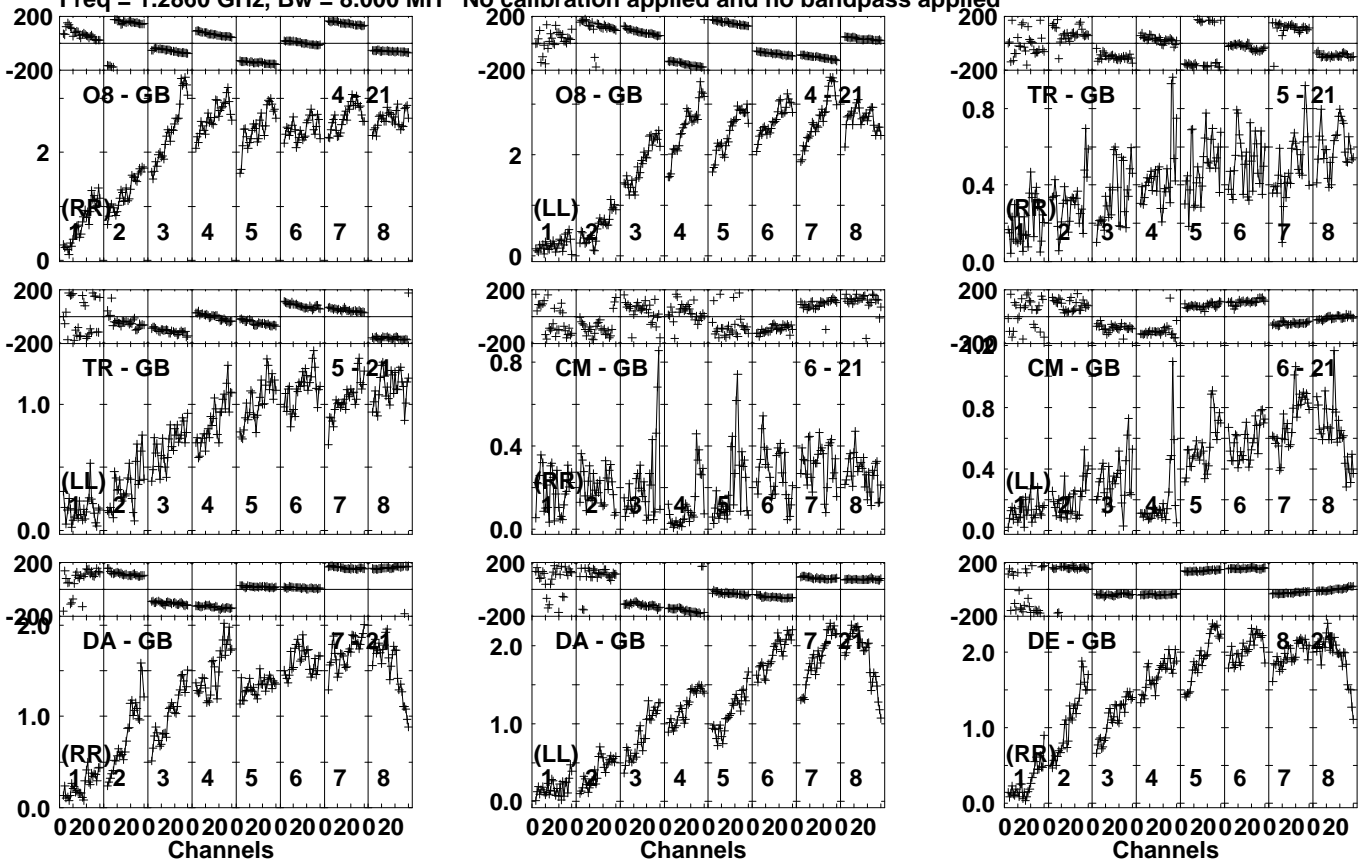 Freq = 1.2860 GHz, Bw = 8.000 MH No calibration applied and no bandpass applied
200 200 200
-200 -200 -200
O8 - GB 4 - 21 O8 - GB 4 - 21 TR - GB 5 - 21
2 2 0.4
(RR) (LL) (RR)
1 2 3 4 5 6 7 8 1 2 3 4 5 6 7 8 1 2 3 4 5 6 7 8
0 0 0.0
200 200 200
-200 -200 -200
1.2
TR - GB 5 - 21 CM - GB 6 - 21 CM - GB 6 - 21
0.8
1.0 0.8
0.4 0.4
(LL) (RR) (LL)
1 2 3 4 5 6 7 8 1 2 3 4 5 6 7 8 1 2 3 4 5 6 7 8
0.0 0.0 0.0
200 200 200
-200 -200 -200
2.0
DA - GB 7 - 21 DA - GB 7 - 21 DE - GB 8 - 21
2.0 2.0
1.0 1.0 1.0
(RR) (LL) (RR)
1 2 3 4 5 6 7 8 1 2 3 4 5 6 7 8 1 2 3 4 5 6 7 8
0.0 0.0 0.0
0 20 0 20 0 20 0 20 0 20 0 20 0 20 0 20 0 20 0 20 0 20 0 20 0 20 0 20 0 20 0 20 0 20 0 20 0 20 0 20 0 20 0 20 0 20 0 20
Channels Channels Channels